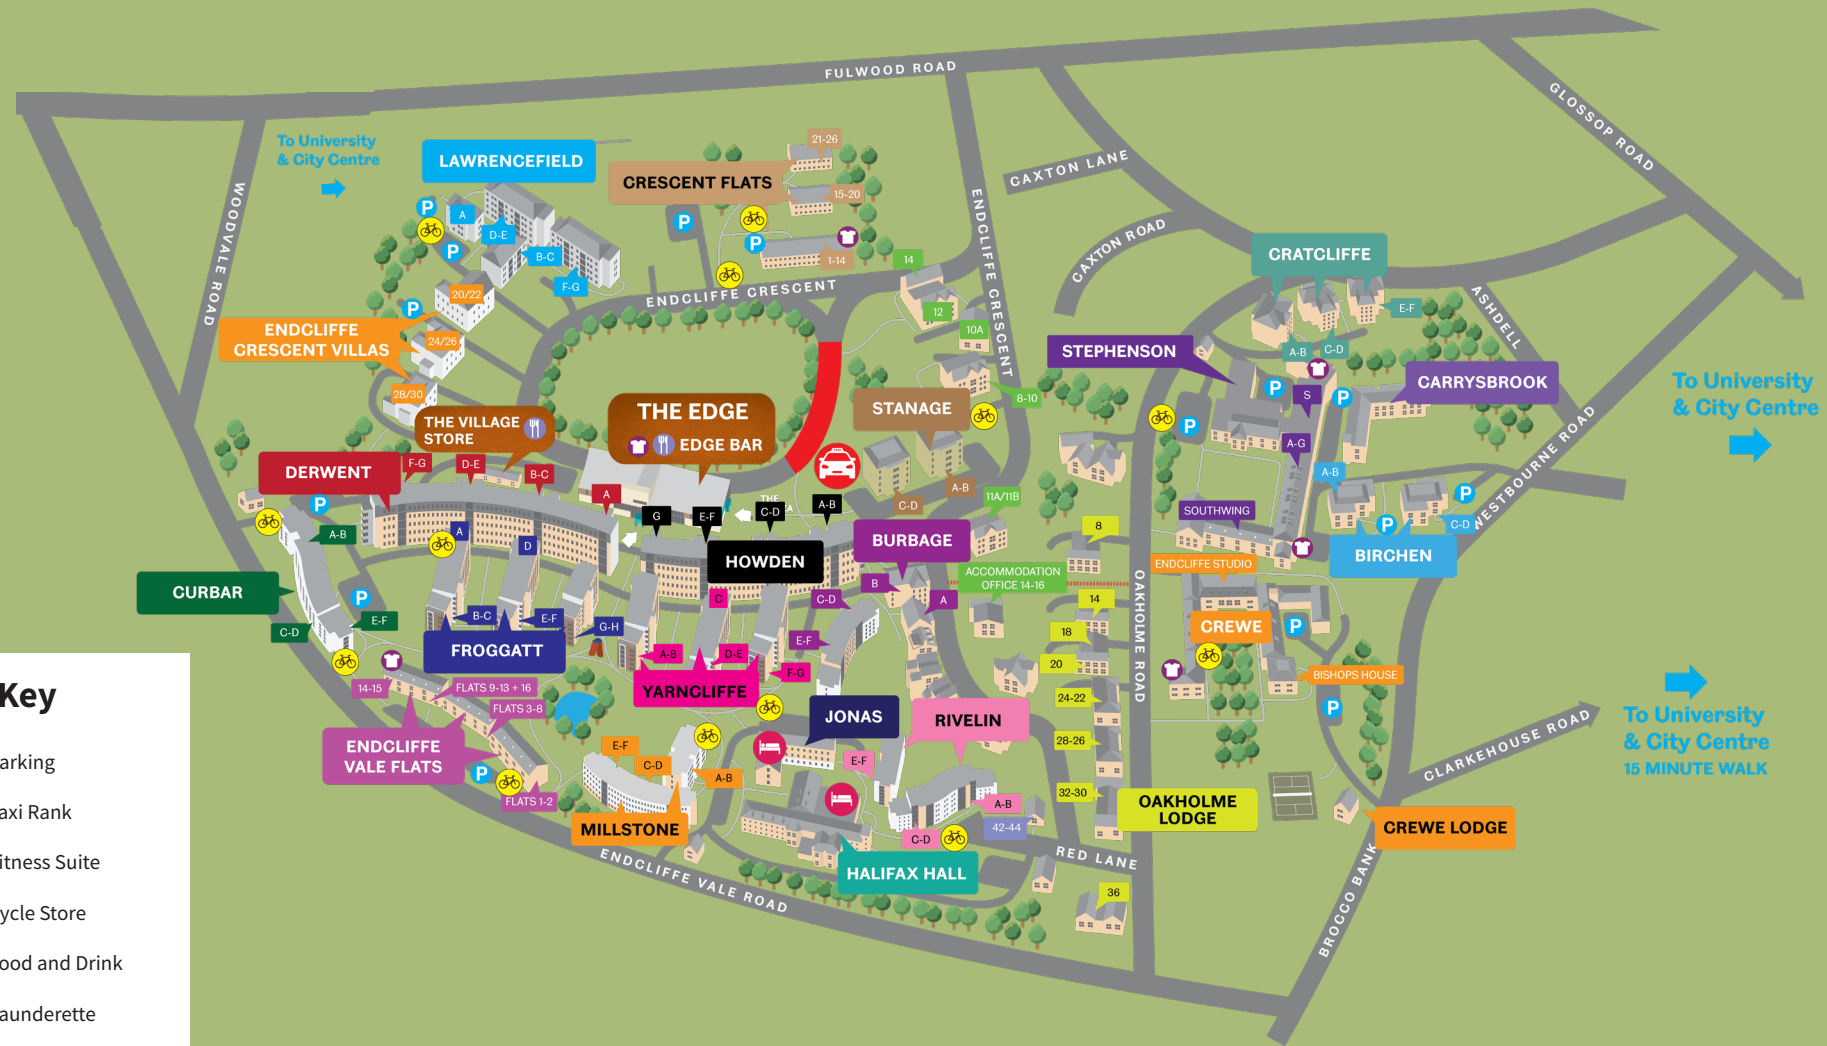 FULWOOD ROAD
GLOSSOP ROAD
WOODVALE ROAD
To University
& City Centre
LAWRENCEFIELD
A
D-E
B-C
F-G
CRESCENT FLATS
21-26
15-20
1-14
P
P
P
P
P
CAXTON LANE
CAXTON ROAD
ENDCLIFFE CRESCENT
ENDCLIFFE CRESCENT
14
12
10A
8-10
11A/11B
CRATCLIFFE
A-B
C-D
E-F
ASHDELL
ENDCLIFFE
CRESCENT VILLAS
20/22
24/26
28/30
STEPHENSON
S
A-G
SOUTHWING
P
P
P
CARRYSBROOK
To University
& City Centre
WESTBOURNE ROAD
THE VILLAGE
STORE
THE EDGE
EDGE BAR
STANAGE
A-B
C-D
TAXI
DERWENT
F-G
D-E
B-C
A
P
HOWDEN
G
E-F
THE
C-D
A-B
BURBAGE
B
A
C-D
E-F
BIRCHEN
A-B
C-D
P
P
ACCOMMODATION
OFFICE 14-16
ENDCLIFFE STUDIO
CREWE
P
BISHOPS HOUSE
P
OAKHOLME ROAD
8
14
18
20
24-22
28-26
32-30
36
OAKHOLME
LODGE
CURBAR
A-B
C-D
E-F
P
FROGGATT
A
D
B-C
E-F
G-H
YARNCLIFFE
C
A-B
D-E
F-G
Key
arking
axi Rank
itness Suite
ycle Store
ood and Drink
aunderette
ENDCLIFFE
VALE FLATS
14-15
FLATS 9-13 + 16
FLATS 3-8
FLATS 1-2
P
MILLSTONE
E-F
C-D
A-B
JONAS
RIVELIN
E-F
A-B
C-D
42-44
HALIFAX HALL
RED LANE
ENDCLIFFE VALE ROAD
CLARKEHOUSE ROAD
BROCCO BANK
CREWE LODGE
To University
& City Centre
15 MINUTE WALK